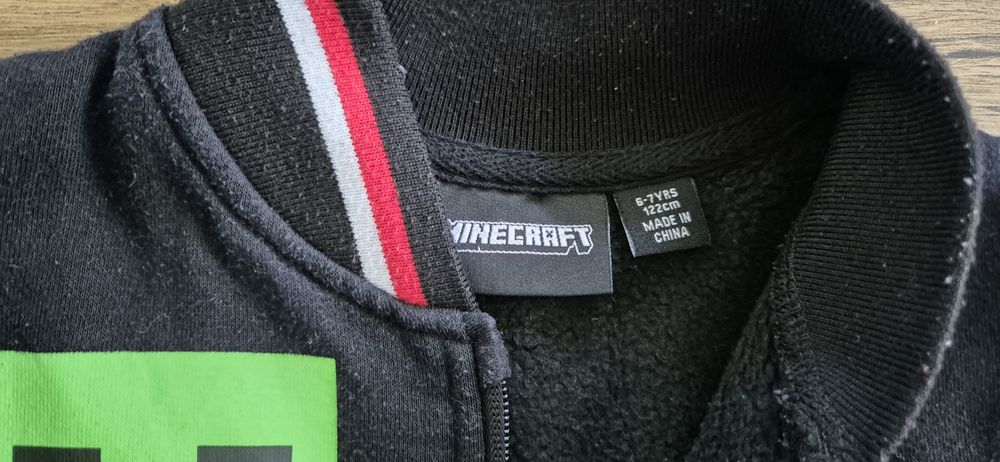 MINECRAFT
6-7YRS
122cm
MADE IN
CHINA